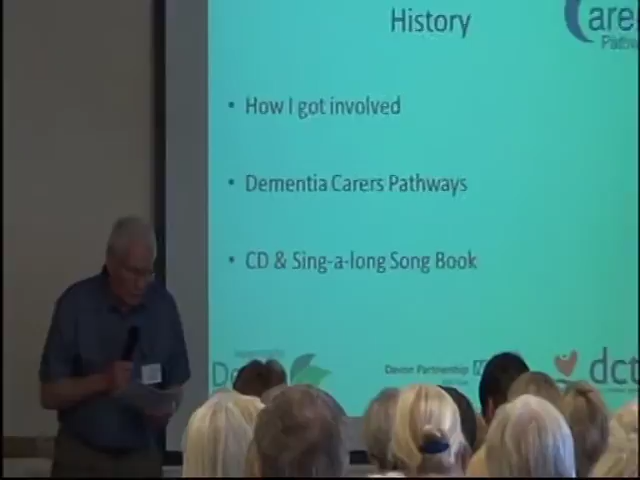 History
• How I got involved
• Dementia Carers Pathways
• CD & Sing-a-long Song Book
Devon Partnership
dct